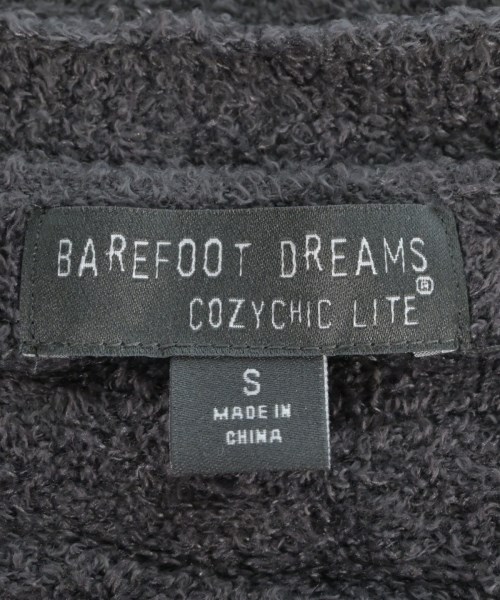 BAREFOOT DREAMS
COZYCHIC LITE®
S
MADE IN
CHINA